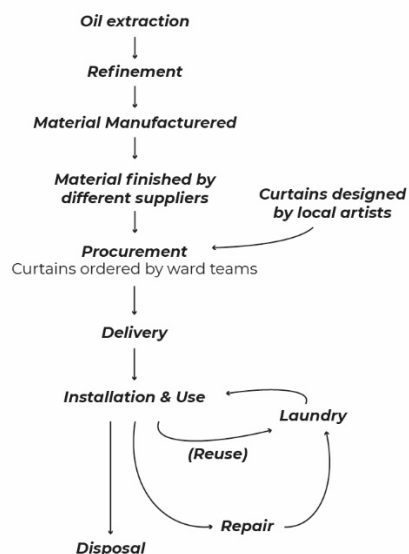 Oil extraction
Refinement
Material Manufacturered
Material finished by
different suppliers
Curtains designed
by local artists
Procurement
Curtains ordered by ward teams
Delivery
Installation & Use
Laundry
(Reuse)
Repair
Disposal